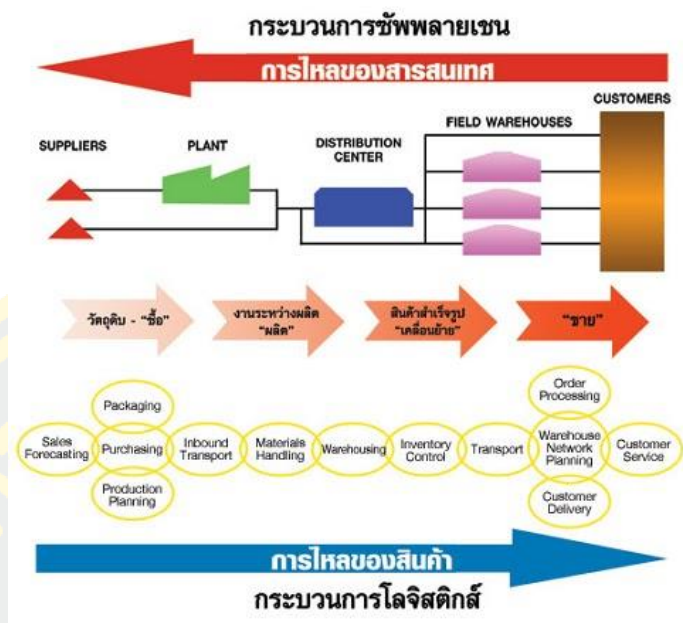 กระบวนการซัพพลายเชน
การไหลของสารสนเทศ
CUSTOMERS
FIELD WAREHOUSES
SUPPLIERS
PLANT
DISTRIBUTION
CENTER
วัตถุดิบ - “ซื้อ”
งานระหว่างผลิต
“ผลิต”
สินค้าสำเร็จรูป
“เคลื่อนย้าย”
“ขาย”
Packaging
Order
Processing
Sales
Forecasting
Purchasing
Inbound
Transport
Materials
Handling
Warehousing
Inventory
Control
Transport
Warehouse
Network
Planning
Customer
Service
Production
Planning
Customer
Delivery
การไหลของสินค้า
กระบวนการโลจิสติกส์